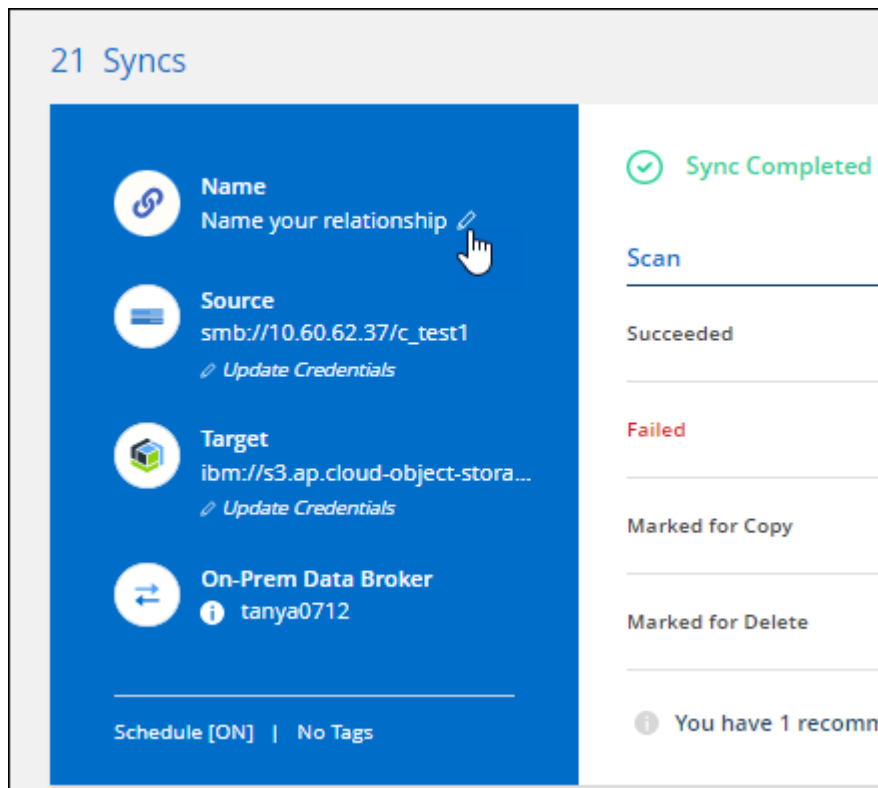 21 Syncs
Name
Name your relationship
Source
smb://10.60.62.37/c_test1
Update Credentials
Target
ibm://s3.ap.cloud-object-stora...
Update Credentials
On-Prem Data Broker
tanya0712
Schedule [ON] | No Tags
Sync Completed
Scan
Succeeded
Failed
Marked for Copy
Marked for Delete
You have 1 recomm